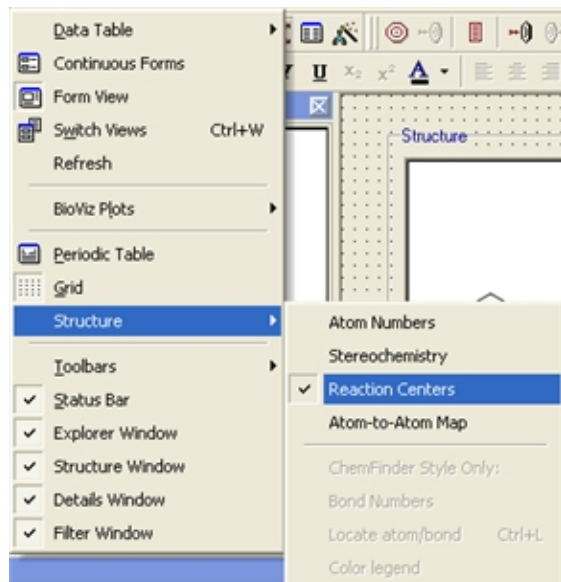 Data Table
Continuous Forms
Form View
Switch Views Ctrl+W
Refresh
BioViz Plots
Periodic Table
Grid
Structure
Toolbars
Status Bar
Explorer Window
Structure Window
Details Window
Filter Window
U X₂ x² A
Structure
Atom Numbers
Stereochemistry
Reaction Centers
Atom-to-Atom Map
ChemFinder Style Only:
Bond Numbers
Locate atom/bond Ctrl+L
Color legend